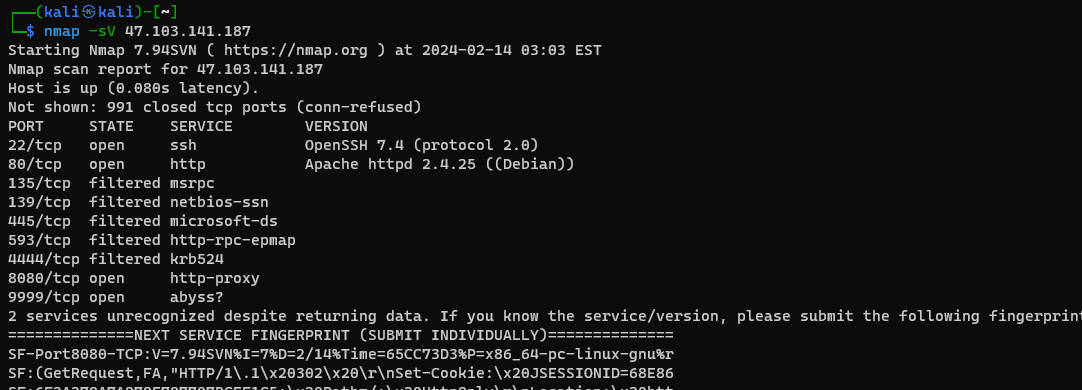 ┌──(kali㉿kali)-[~]
└─$ nmap -sV 47.103.141.187
Starting Nmap 7.94SVN ( https://nmap.org ) at 2024-02-14 03:03 EST
Nmap scan report for 47.103.141.187
Host is up (0.080s latency).
Not shown: 991 closed tcp ports (conn-refused)
PORT     STATE    SERVICE        VERSION
22/tcp   open     ssh            OpenSSH 7.4 (protocol 2.0)
80/tcp   open     http           Apache httpd 2.4.25 ((Debian))
135/tcp  filtered msrpc
139/tcp  filtered netbios-ssn
445/tcp  filtered microsoft-ds
593/tcp  filtered http-rpc-epmap
4444/tcp filtered krb524
8080/tcp open     http-proxy
9999/tcp open     abyss?
2 services unrecognized despite returning data. If you know the service/version, please submit the following fingerprint
==============NEXT SERVICE FINGERPRINT (SUBMIT INDIVIDUALLY)==============
SF-Port8080-TCP:V=7.94SVN%I=7%D=2/14%Time=65CC73D3%P=x86_64-pc-linux-gnu%r
SF:(GetRequest,FA,"HTTP/1\.1\x20302\x20\r\nSet-Cookie:\x20JSESSIONID=68E86